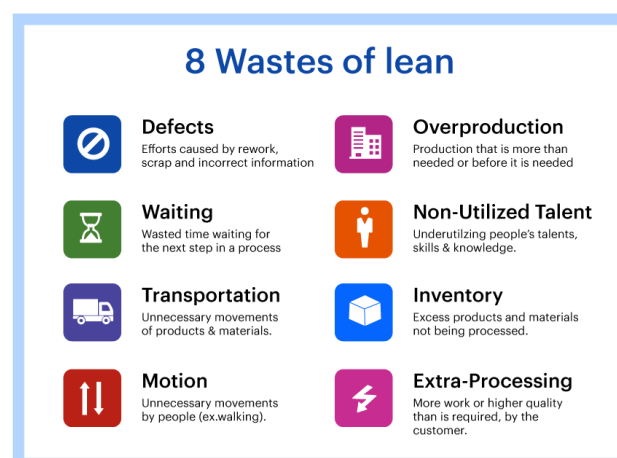 8 Wastes of lean
Defects
Efforts caused by rework,
scrap and incorrect information
Overproduction
Production that is more than
needed or before it is needed
Waiting
Wasted time waiting for
the next step in a process
Non-Utilized Talent
Underutilzing people's talents,
skills & knowledge.
Transportation
Unnecessary movements
of products & materials.
Inventory
Excess products and materials
not being processed.
Motion
Unnecessary movements
by people (ex.walking).
Extra-Processing
More work or higher quality
than is required, by the
customer.